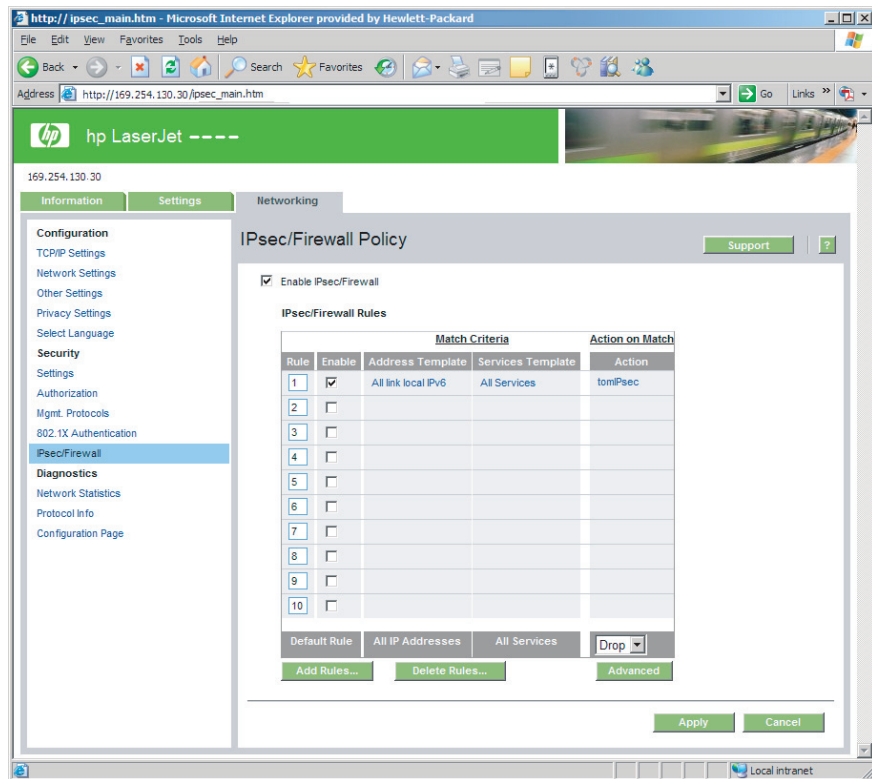 http:// ipsec_main.htm - Microsoft Internet Explorer provided by Hewlett-Packard
File Edit View Favorites Tools Help
Back Search Favorites
Address http://169.254.130.30/ipsec_main.htm Go Links »
hp hp LaserJet ----
169.254.130.30
Information Settings Networking
Configuration
TCP/IP Settings
Network Settings
Other Settings
Privacy Settings
Select Language
Security
Settings
Authorization
Mgmt. Protocols
802.1X Authentication
IPsec/Firewall
Diagnostics
Network Statistics
Protocol Info
Configuration Page
IPsec/Firewall Policy
Support ?
Enable IPsec/Firewall
IPsec/Firewall Rules
Match Criteria Action on Match
Rule Enable Address Template Services Template Action
1 All link local IPv6 All Services tomIPsec
2
3
4
5
6
7
8
9
10
Default Rule All IP Addresses All Services Drop
Add Rules... Delete Rules... Advanced
Apply Cancel
Local intranet